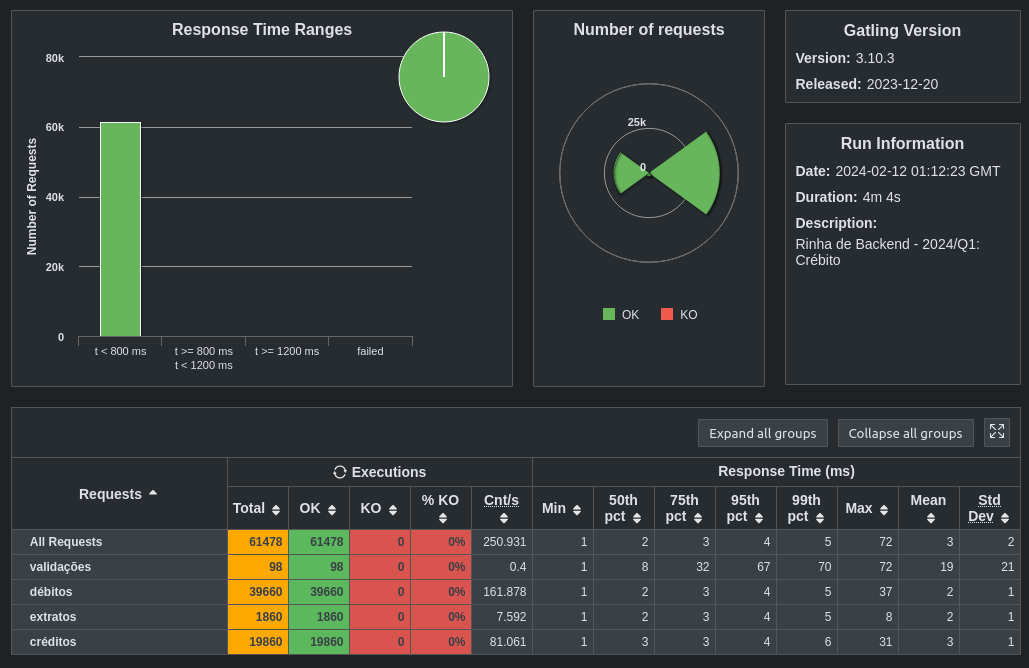 Response Time Ranges
Number of Requests
80k
60k
40k
20k
0
t < 800 ms
t >= 800 ms
t < 1200 ms
t >= 1200 ms
failed
Number of requests
25k
0
OK KO
Gatling Version
Version: 3.10.3
Released: 2023-12-20
Run Information
Date: 2024-02-12 01:12:23 GMT
Duration: 4m 4s
Description:
Rinha de Backend - 2024/Q1:
Crébito
Expand all groups Collapse all groups
Requests Executions Response Time (ms)
Total OK KO % KO Cnt/s Min 50th pct 75th pct 95th pct 99th pct Max Mean Std Dev
All Requests 61478 61478 0 0% 250.931 1 2 3 4 5 72 3 2
validações 98 98 0 0% 0.4 1 8 32 67 70 72 19 21
débitos 39660 39660 0 0% 161.878 1 2 3 4 5 37 2 1
extratos 1860 1860 0 0% 7.592 1 2 3 4 5 8 2 1
créditos 19860 19860 0 0% 81.061 1 3 3 4 6 31 3 1